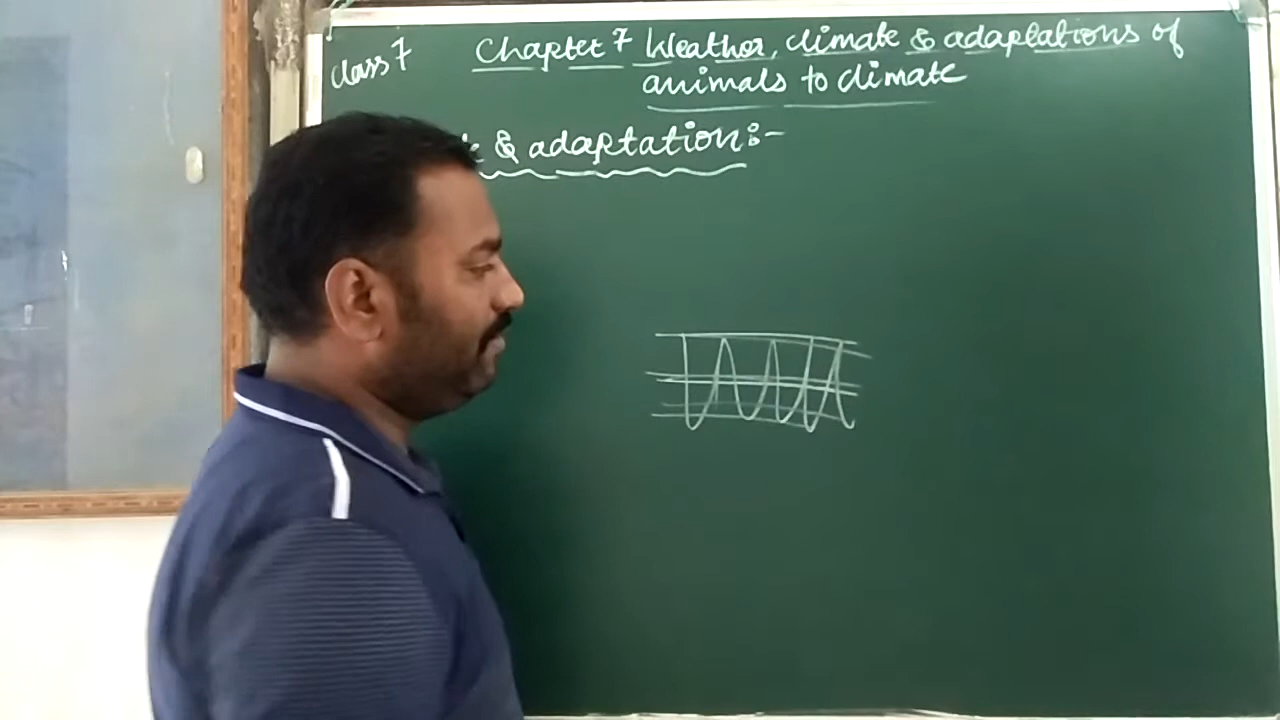 Class 7
Chapter 7 Weather, climate & adaptations of
animals to climate
& adaptation:-